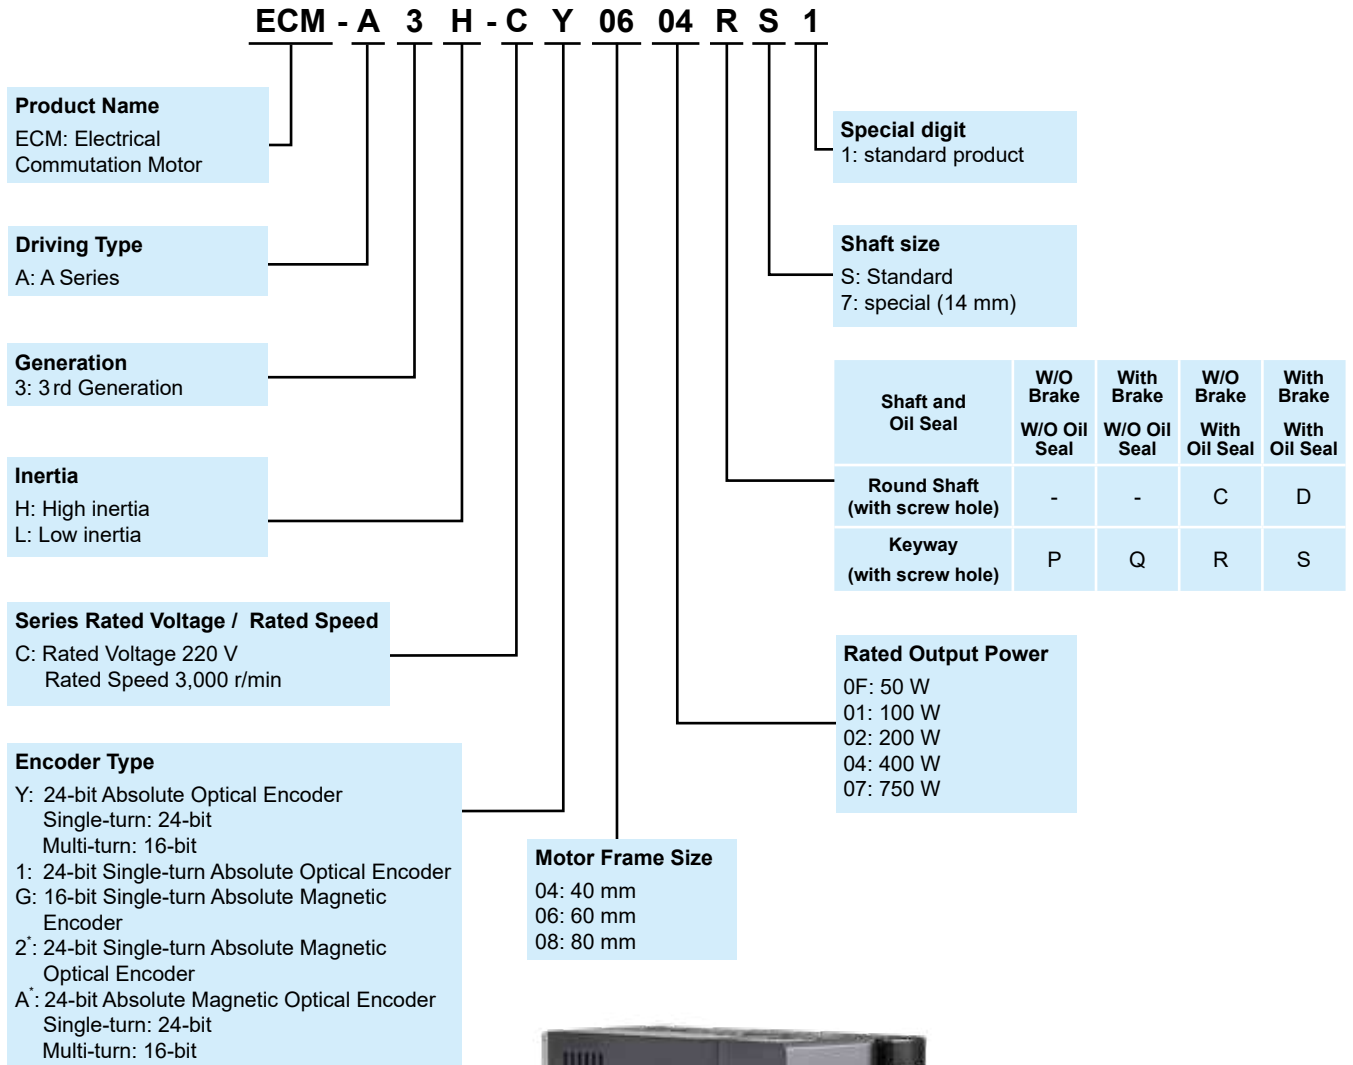 ECM - A 3 H - C Y 06 04 R S 1
Product Name
ECM: Electrical
Commutation Motor
Driving Type
A: A Series
Generation
3: 3rd Generation
Inertia
H: High inertia
L: Low inertia
Series Rated Voltage / Rated Speed
C: Rated Voltage 220 V
Rated Speed 3,000 r/min
Encoder Type
Y: 24-bit Absolute Optical Encoder
Single-turn: 24-bit
Multi-turn: 16-bit
1: 24-bit Single-turn Absolute Optical Encoder
G: 16-bit Single-turn Absolute Magnetic
Encoder
2*: 24-bit Single-turn Absolute Magnetic
Optical Encoder
A*: 24-bit Absolute Magnetic Optical Encoder
Single-turn: 24-bit
Multi-turn: 16-bit
Motor Frame Size
04: 40 mm
06: 60 mm
08: 80 mm
Special digit
1: standard product
Shaft size
S: Standard
7: special (14 mm)
Shaft and
Oil Seal
W/O
Brake
W/O Oil
Seal
With
Brake
W/O Oil
Seal
W/O
Brake
With
Oil Seal
With
Brake
With
Oil Seal
Round Shaft
(with screw hole)
- - C D
Keyway
(with screw hole)
P Q R S
Rated Output Power
0F: 50 W
01: 100 W
02: 200 W
04: 400 W
07: 750 W